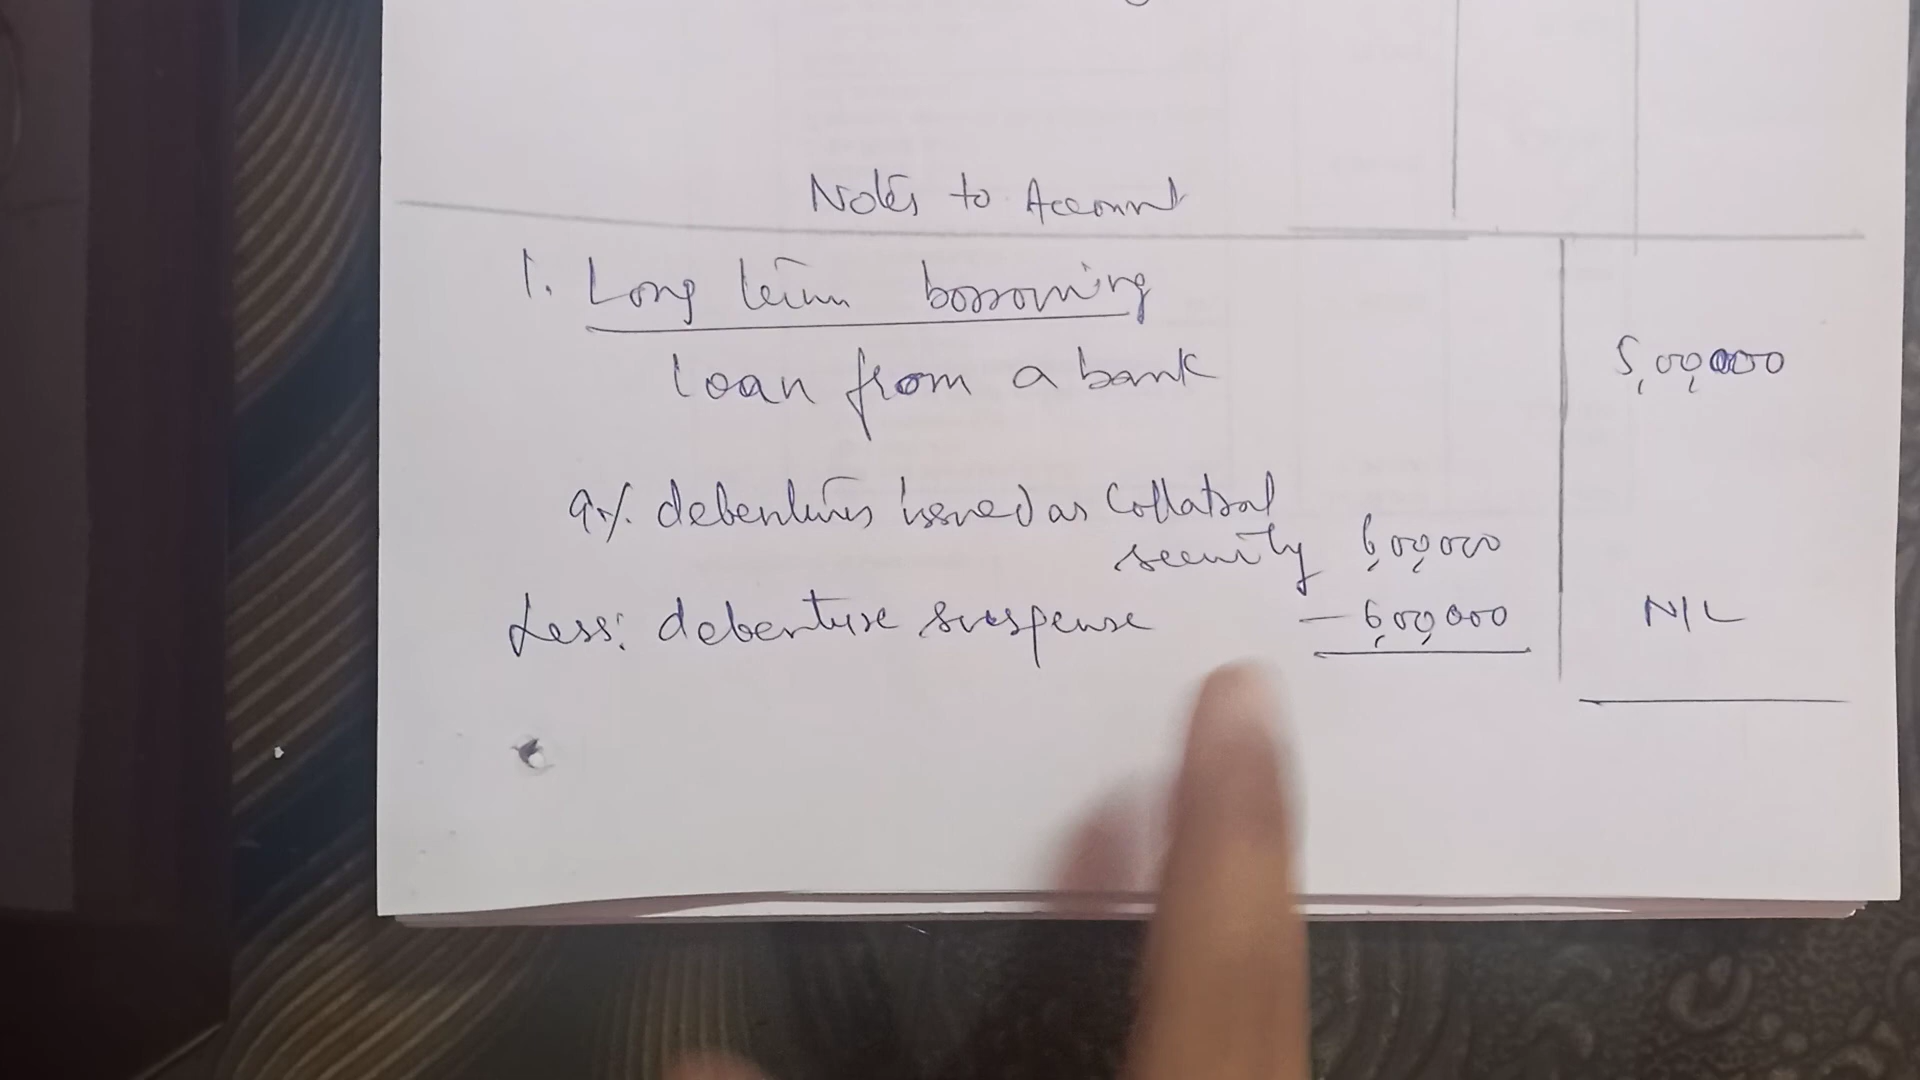 Notes to Account
1. Long term borrowing
loan from a bank 5,00,000
9% debentures issued as Collatral
security 6,00,000
Less: debenture suspense - 6,00,000 NIL